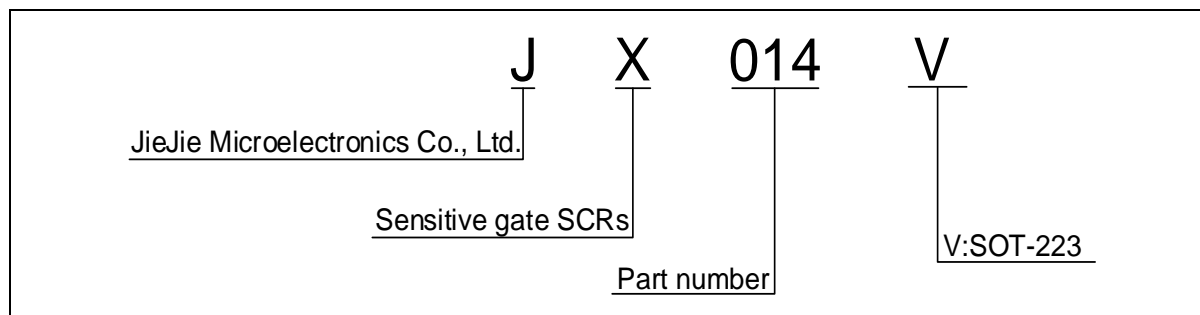 J X 014 V
JieJie Microelectronics Co., Ltd.
Sensitive gate SCRs
V:SOT-223
Part number